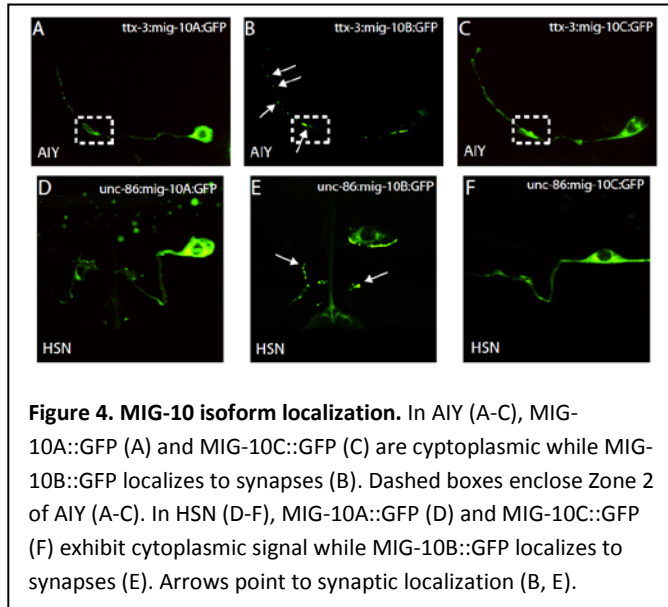 A ttx-3:mig-10A:GFP
AIY
B ttx-3:mig-10B:GFP
AIY
C ttx-3:mig-10C:GFP
AIY
D unc-86:mig-10A:GFP
HSN
E unc-86:mig-10B:GFP
HSN
F unc-86:mig-10C:GFP
HSN
Figure 4. MIG-10 isoform localization. In AIY (A-C), MIG-
10A::GFP (A) and MIG-10C::GFP (C) are cyptoplasmic while MIG-
10B::GFP localizes to synapses (B). Dashed boxes enclose Zone 2
of AIY (A-C). In HSN (D-F), MIG-10A::GFP (D) and MIG-10C::GFP
(F) exhibit cytoplasmic signal while MIG-10B::GFP localizes to
synapses (E). Arrows point to synaptic localization (B, E).